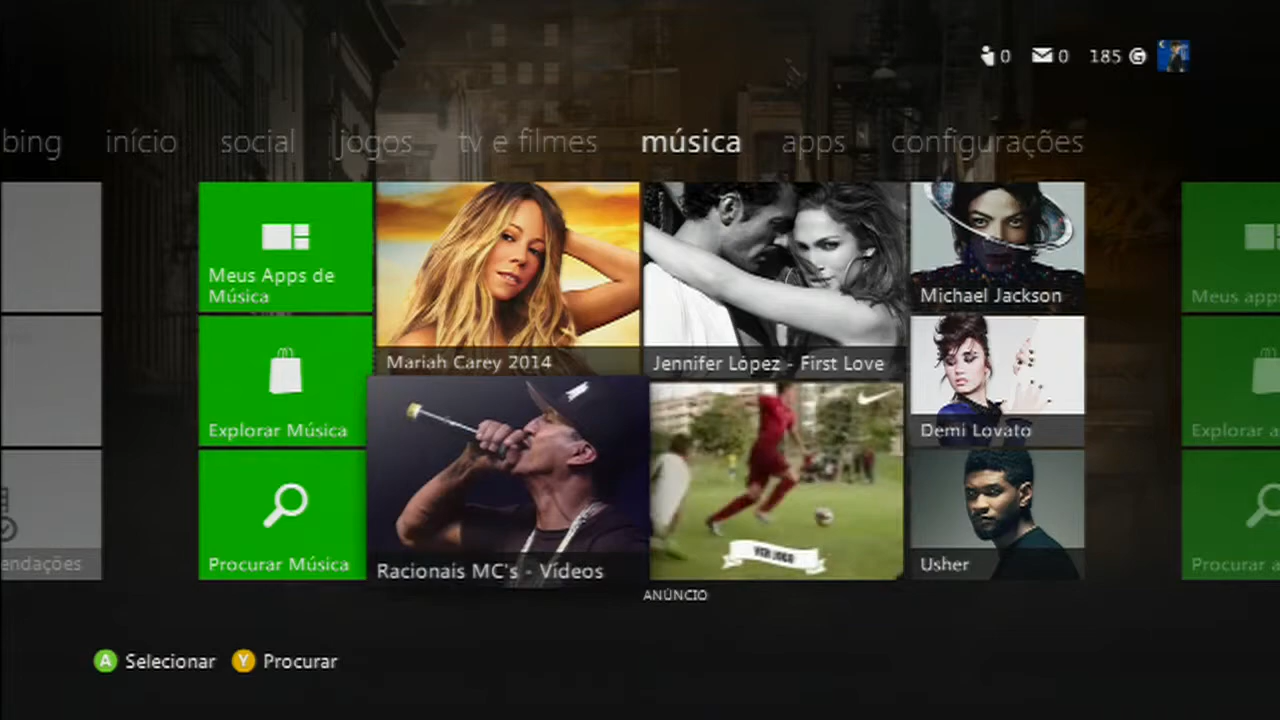 0 0 185 G
bing início social jogos tv e filmes música apps configurações
Meus Apps de
Música
Explorar Música
Procurar Música
Mariah Carey 2014
Jennifer López - First Love
Michael Jackson
Demi Lovato
Racionais MC's - Vídeos
VER JOGO
Usher
ANÚNCIO
endações
Meus app
Explorar a
Procurar a
A Selecionar Y Procurar